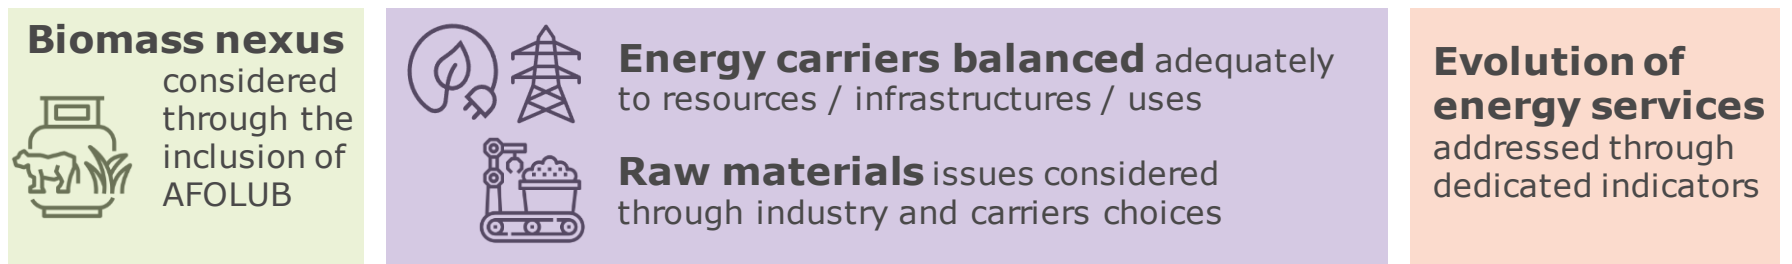 Biomass nexus
considered
through the
inclusion of
AFOLUB
Energy carriers balanced adequately
to resources / infrastructures / uses
Raw materials issues considered
through industry and carriers choices
Evolution of
energy services
addressed through
dedicated indicators